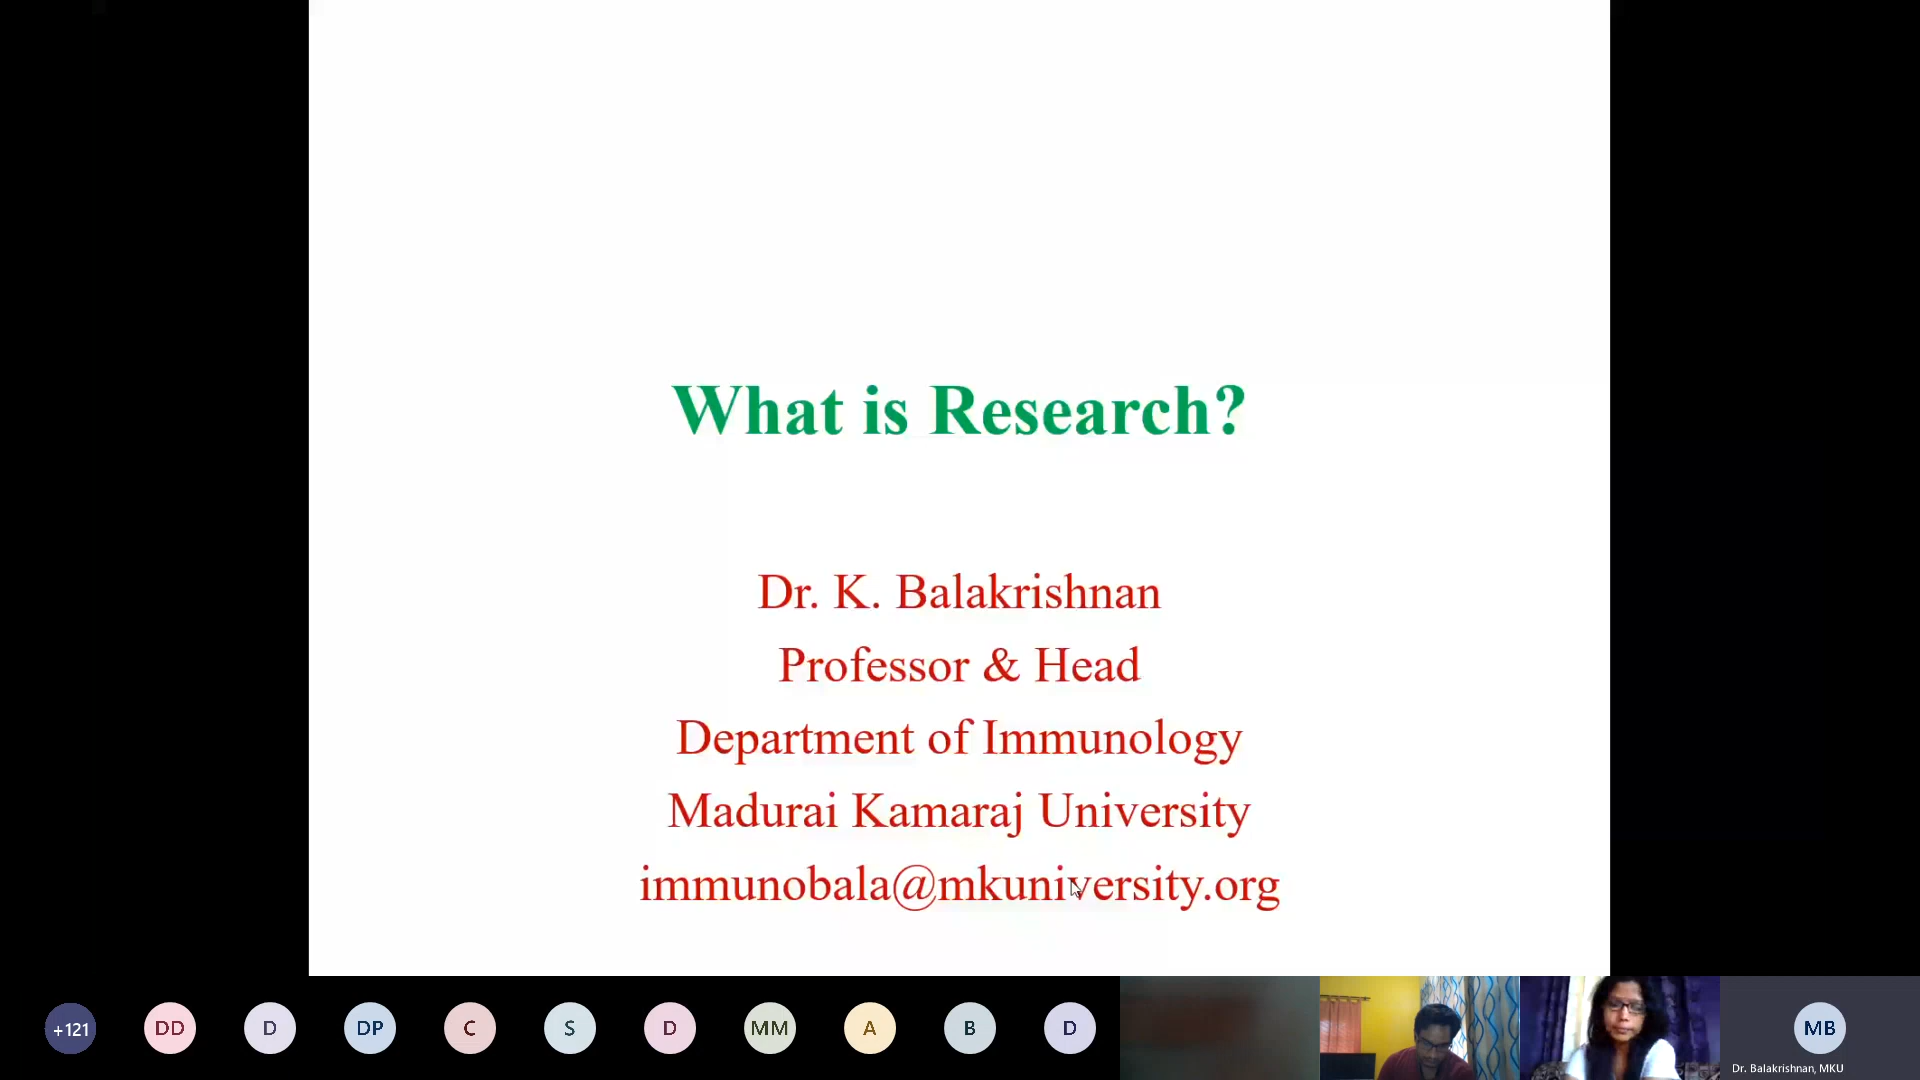 What is Research?
Dr. K. Balakrishnan
Professor & Head
Department of Immunology
Madurai Kamaraj University
immunobala@mkuniversity.org
+121
DD
D
DP
C
S
D
MM
A
B
D
MB
Dr. Balakrishnan, MKU